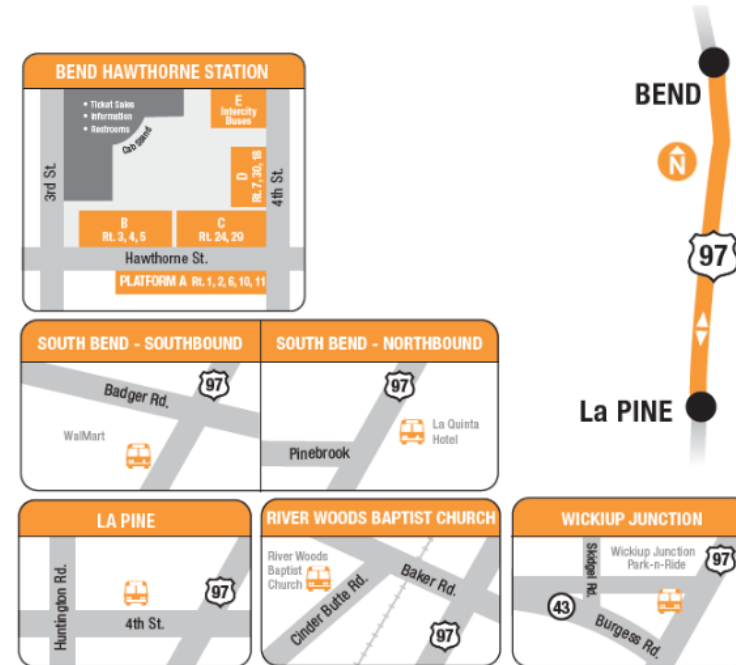 BEND HAWTHORNE STATION
• Ticket Sales
• Information
• Restrooms
Cab stand
E
Intercity
Buses
3rd St.
D
Rt. 7, 30, 18
4th St.
B
Rt. 3, 4, 5
C
Rt. 24, 29
Hawthorne St.
PLATFORM A Rt. 1, 2, 6, 10, 11
BEND
N
97
La PINE
SOUTH BEND - SOUTHBOUND
Badger Rd.
97
WalMart
SOUTH BEND - NORTHBOUND
97
La Quinta
Hotel
Pinebrook
LA PINE
Huntington Rd.
97
4th St.
RIVER WOODS BAPTIST CHURCH
River Woods
Baptist
Church
Cinder Butte Rd.
Baker Rd.
97
WICKIUP JUNCTION
Skidgel Rd.
Wickiup Junction
Park-n-Ride
97
43
Burgess Rd.